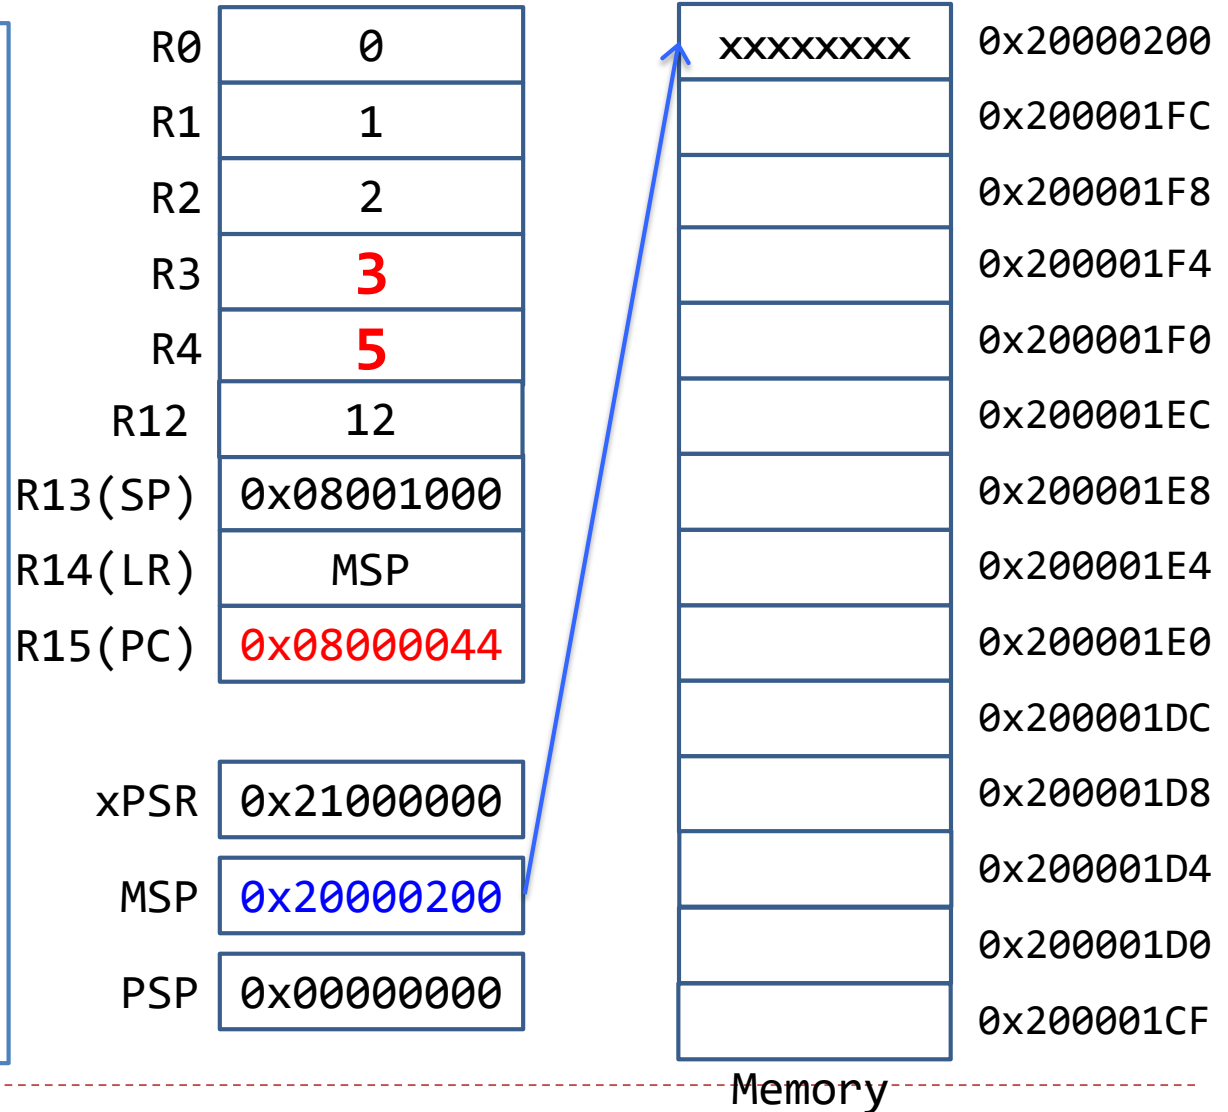 R0 0
R1 1
R2 2
R3 3
R4 5
R12 12
R13(SP) 0x08001000
R14(LR) MSP
R15(PC) 0x08000044
xPSR 0x21000000
MSP 0x20000200
PSP 0x00000000
xxxxxxxx 0x20000200
0x200001FC
0x200001F8
0x200001F4
0x200001F0
0x200001EC
0x200001E8
0x200001E4
0x200001E0
0x200001DC
0x200001D8
0x200001D4
0x200001D0
0x200001CF
Memory